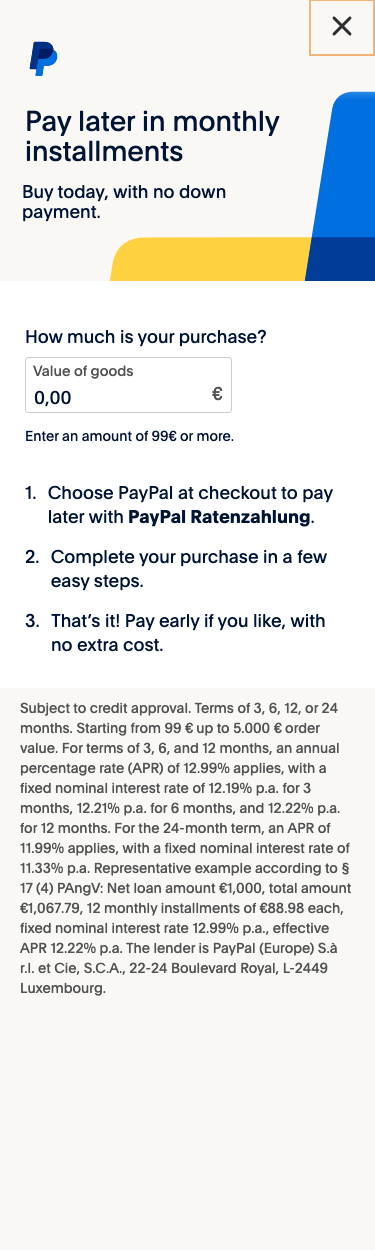 Pay later in monthly
installments
Buy today, with no down
payment.
How much is your purchase?
Value of goods
0,00 €
Enter an amount of 99€ or more.
1. Choose PayPal at checkout to pay
later with PayPal Ratenzahlung.
2. Complete your purchase in a few
easy steps.
3. That’s it! Pay early if you like, with
no extra cost.
Subject to credit approval. Terms of 3, 6, 12, or 24
months. Starting from 99 € up to 5.000 € order
value. For terms of 3, 6, and 12 months, an annual
percentage rate (APR) of 12.99% applies, with a
fixed nominal interest rate of 12.19% p.a. for 3
months, 12.21% p.a. for 6 months, and 12.22% p.a.
for 12 months. For the 24-month term, an APR of
11.99% applies, with a fixed nominal interest rate of
11.33% p.a. Representative example according to §
17 (4) PAngV: Net loan amount €1,000, total amount
€1,067.79, 12 monthly installments of €88.98 each,
fixed nominal interest rate 12.99% p.a., effective
APR 12.22% p.a. The lender is PayPal (Europe) S.à
r.l. et Cie, S.C.A., 22-24 Boulevard Royal, L-2449
Luxembourg.